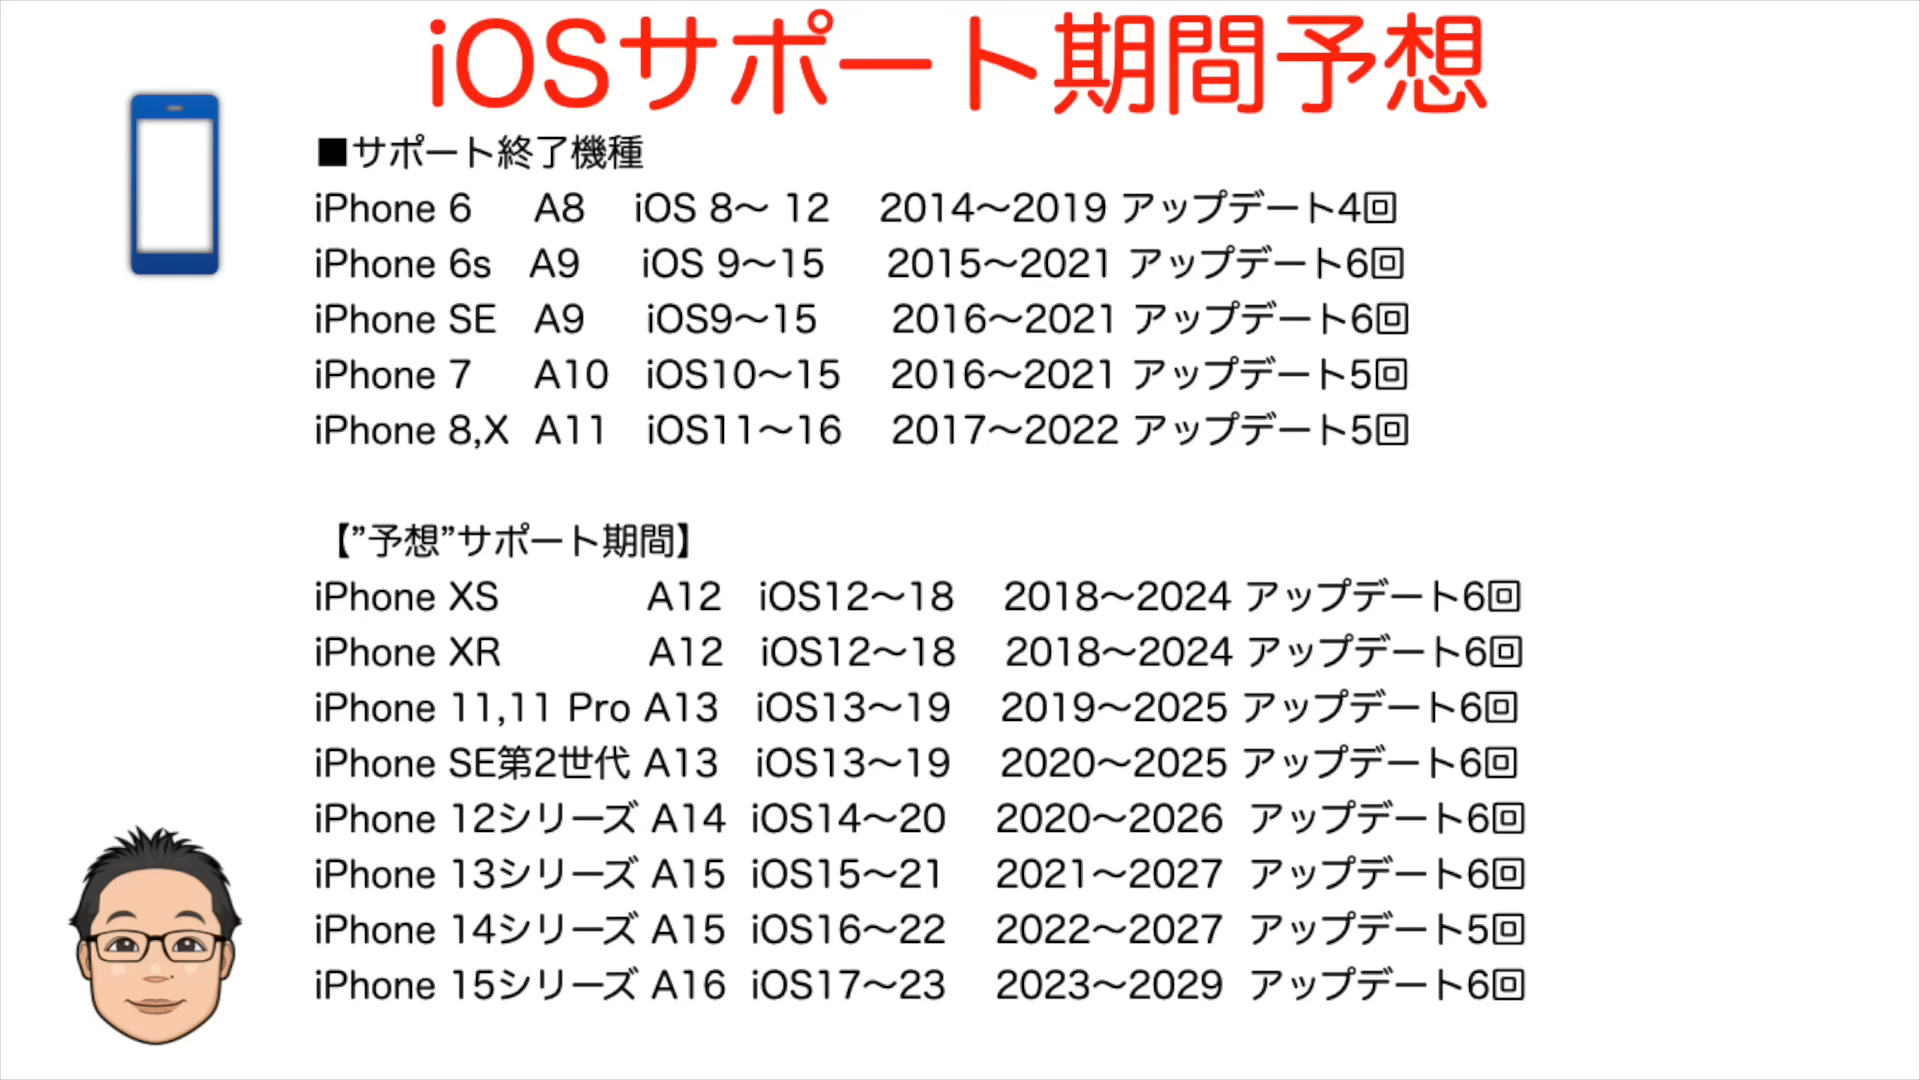 iOSサポート期間予想
■サポート終了機種
iPhone 6 A8 iOS 8〜 12 2014〜2019 アップデート4回
iPhone 6s A9 iOS 9〜15 2015〜2021 アップデート6回
iPhone SE A9 iOS9〜15 2016〜2021 アップデート6回
iPhone 7 A10 iOS10〜15 2016〜2021 アップデート5回
iPhone 8,X A11 iOS11〜16 2017〜2022 アップデート5回
【”予想”サポート期間】
iPhone XS A12 iOS12〜18 2018〜2024 アップデート6回
iPhone XR A12 iOS12〜18 2018〜2024 アップデート6回
iPhone 11,11 Pro A13 iOS13〜19 2019〜2025 アップデート6回
iPhone SE第2世代 A13 iOS13〜19 2020〜2025 アップデート6回
iPhone 12シリーズ A14 iOS14〜20 2020〜2026 アップデート6回
iPhone 13シリーズ A15 iOS15〜21 2021〜2027 アップデート6回
iPhone 14シリーズ A15 iOS16〜22 2022〜2027 アップデート5回
iPhone 15シリーズ A16 iOS17〜23 2023〜2029 アップデート6回